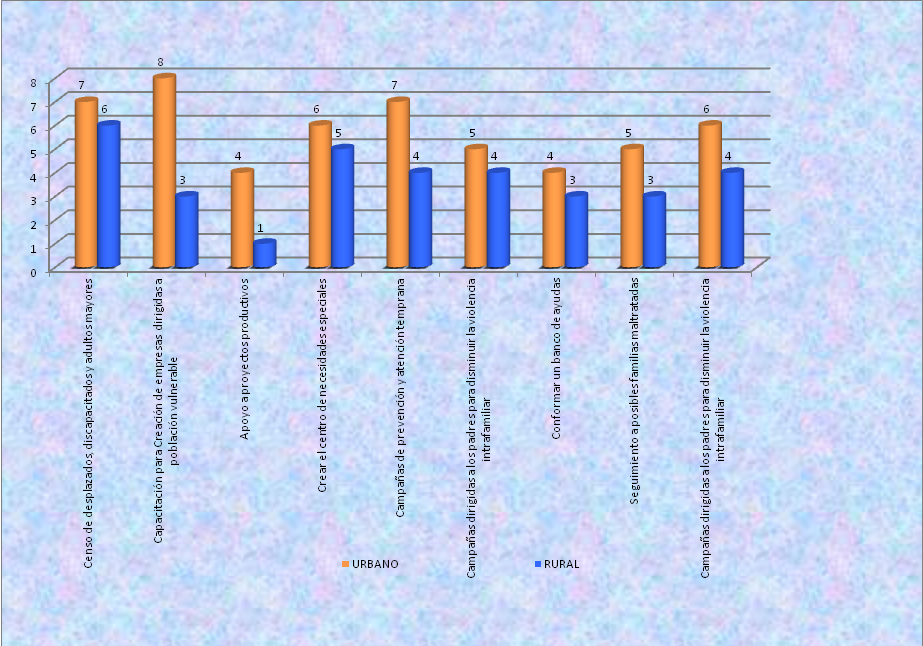 8
7
6
5
4
3
2
1
0
7
6
8
3
4
1
6
5
7
4
5
4
4
3
5
3
6
4
Censo de desplazados, discapacitados y adultos mayores
Capacitación para Creación de empresas dirigidas a
población vulnerable
Apoyo a proyectos productivos
Crear el centro de necesidades especiales
Campañas de prevención y atención temprana
Campañas dirigidas a los padres para disminuir la violencia
intrafamiliar
Conformar un banco de ayudas
Seguimiento a posibles familias maltratadas
Campañas dirigidas a los padres para disminuir la violencia
intrafamiliar
URBANO
RURAL